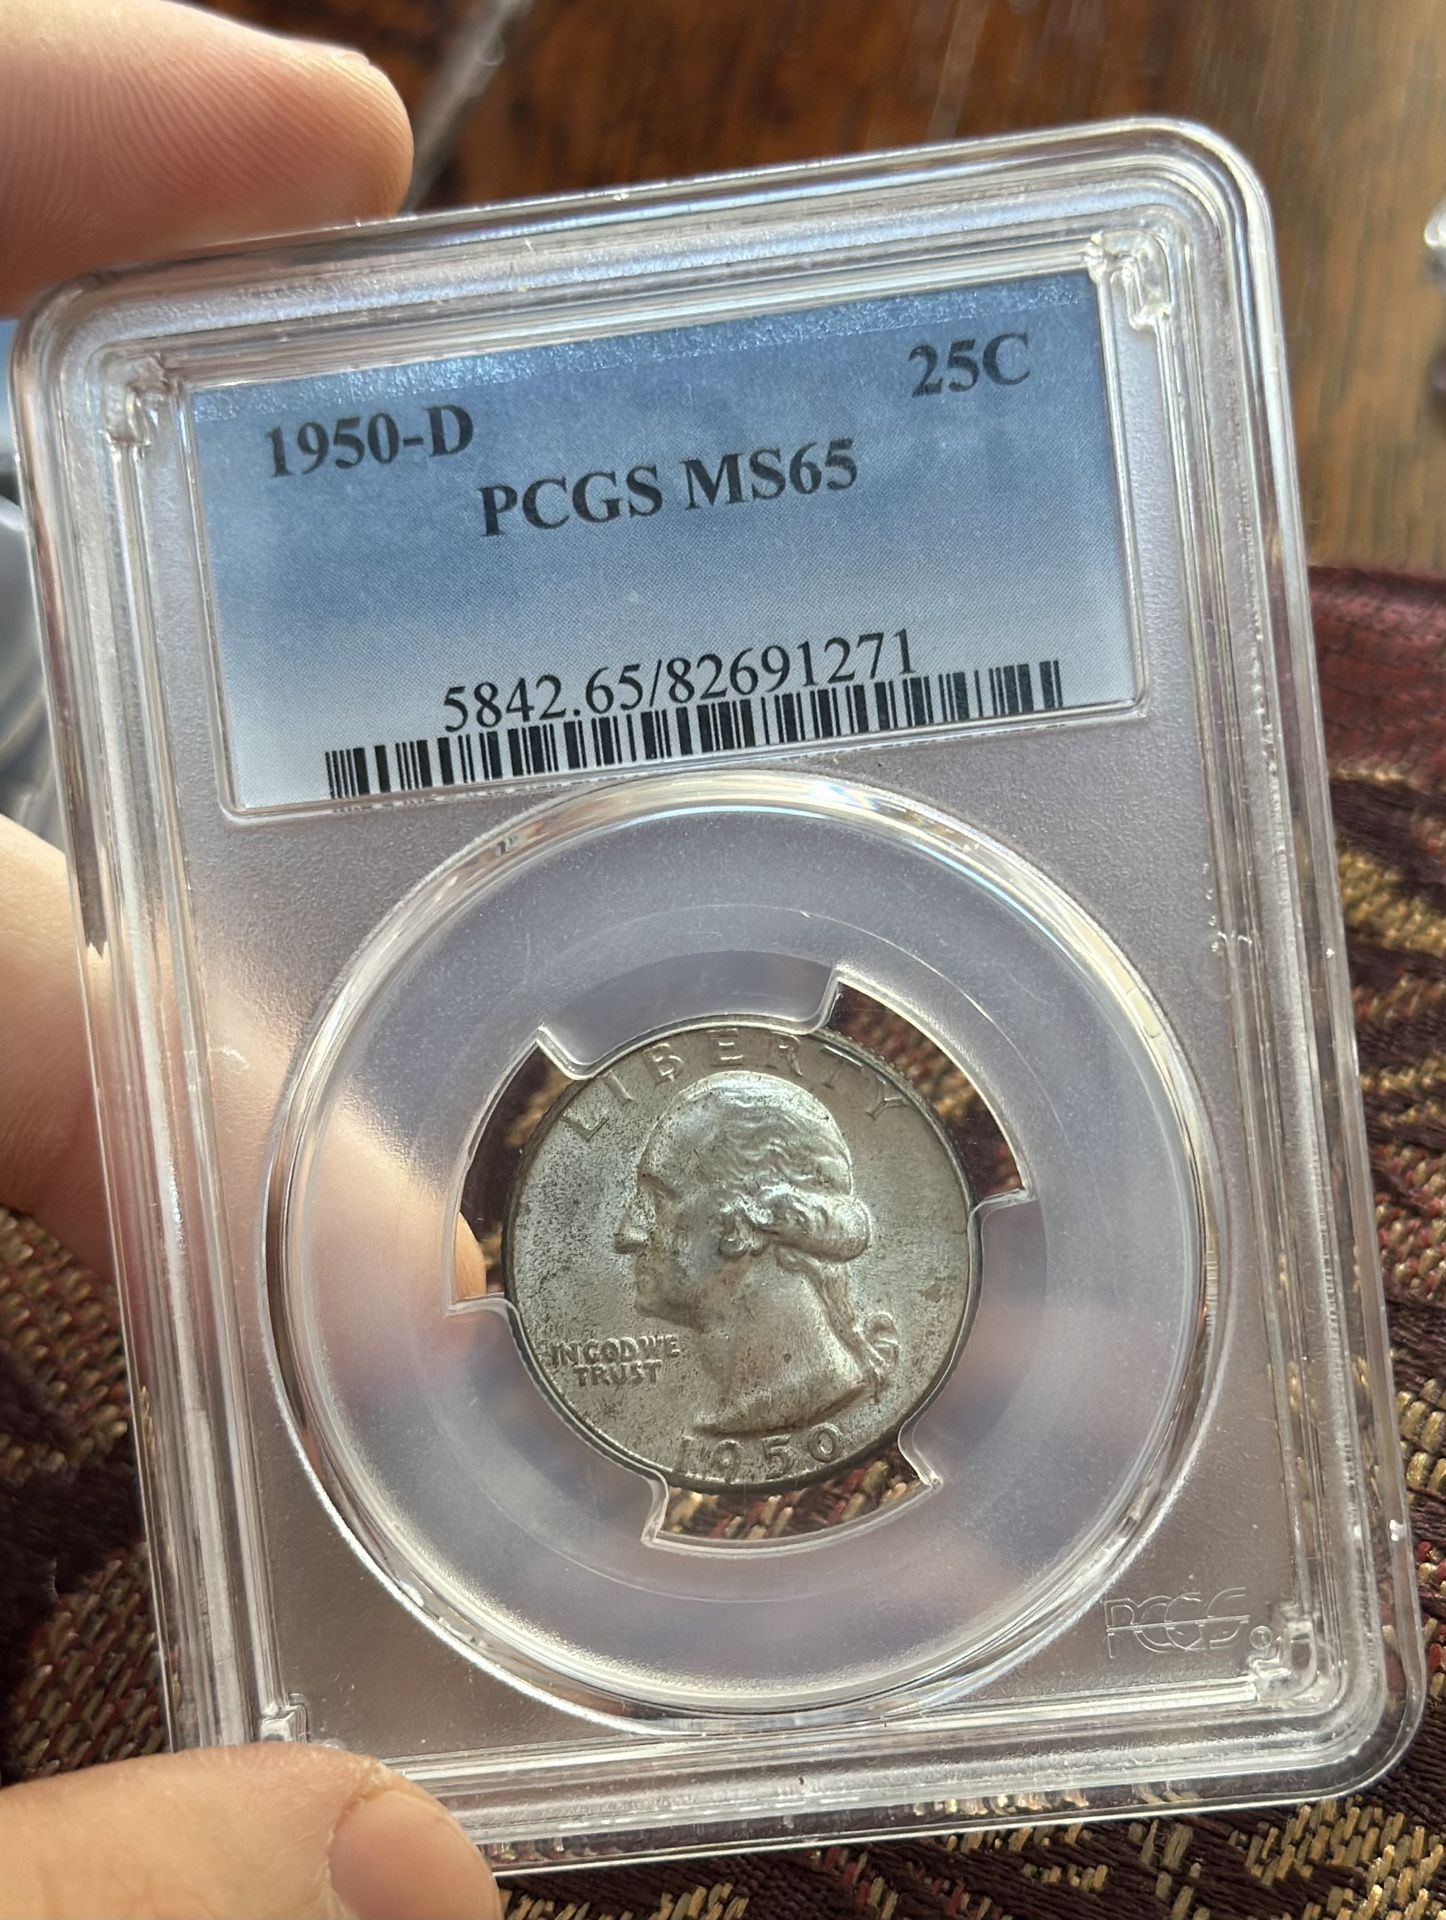 1950-D 25C
PCGS MS65
5842.65/82691271
LIBERTY
IN GOD WE
TRUST
1950
PCGS